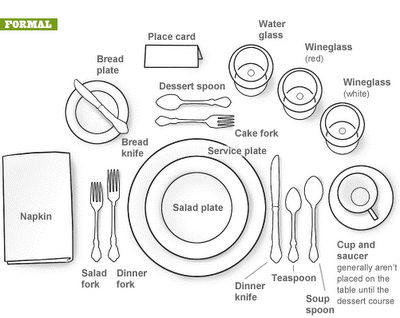 FORMAL
Place card
Water
glass
Wineglass
(red)
Wineglass
(white)
Bread
plate
Dessert spoon
Cake fork
Bread
knife
Service plate
Napkin
Salad plate
Salad
fork
Dinner
fork
Dinner
knife
Teaspoon
Soup
spoon
Cup and
saucer
generally aren't
placed on the
table until the
dessert course